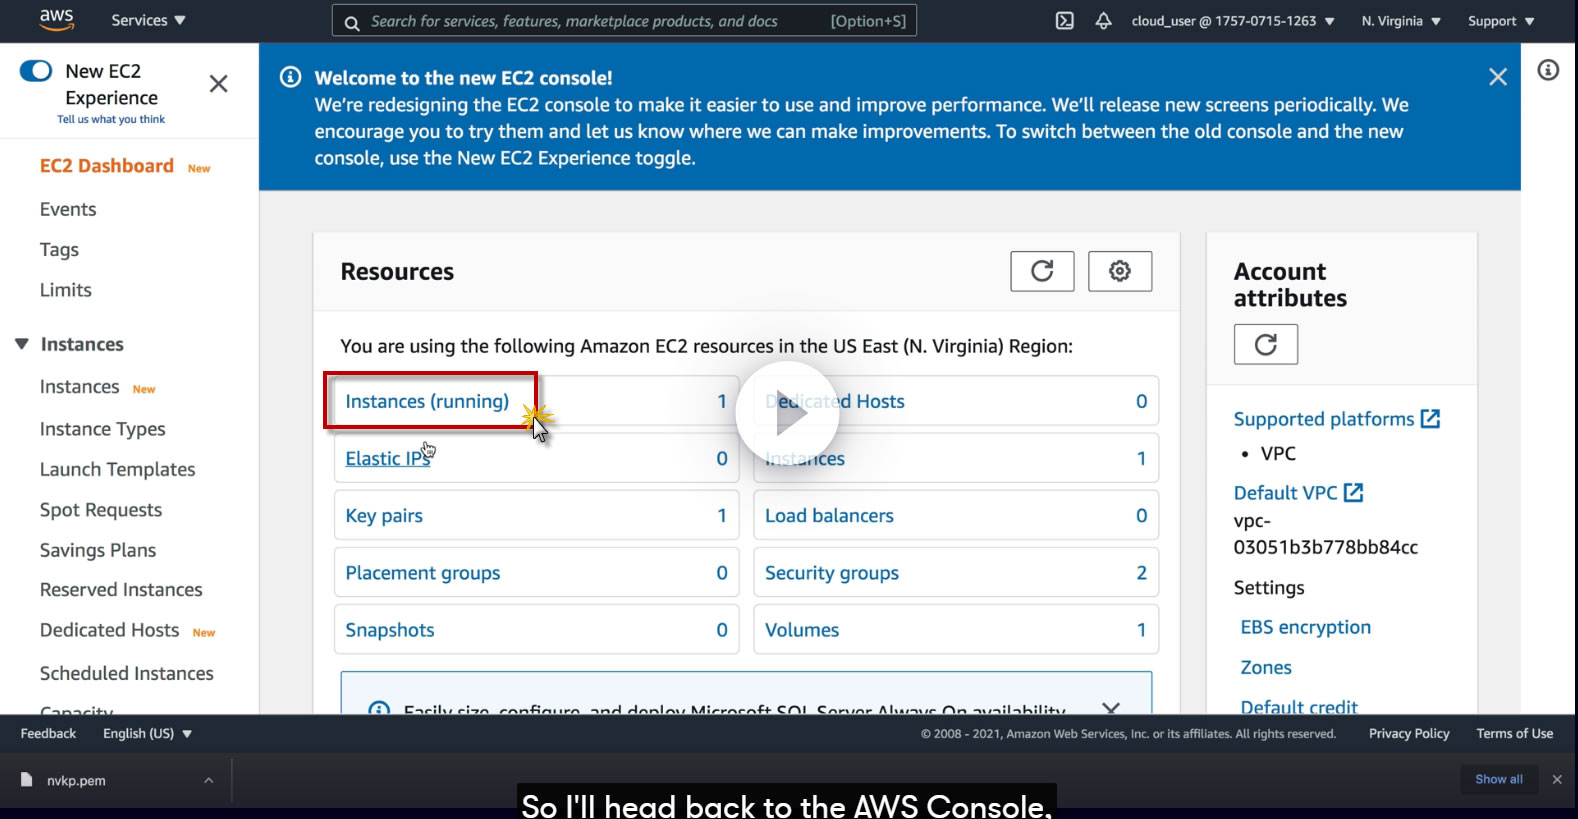 aws
Services
Search for services, features, marketplace products, and docs [Option+S]
cloud_user @ 1757-0715-1263
N. Virginia
Support
New EC2
Experience
Tell us what you think
EC2 Dashboard New
Events
Tags
Limits
Instances
Instances New
Instance Types
Launch Templates
Spot Requests
Savings Plans
Reserved Instances
Dedicated Hosts New
Scheduled Instances
Capacity
Welcome to the new EC2 console!
We're redesigning the EC2 console to make it easier to use and improve performance. We'll release new screens periodically. We
encourage you to try them and let us know where we can make improvements. To switch between the old console and the new
console, use the New EC2 Experience toggle.
Resources
You are using the following Amazon EC2 resources in the US East (N. Virginia) Region:
Instances (running) 1
Dedicated Hosts 0
Elastic IPs 0
Instances 1
Key pairs 1
Load balancers 0
Placement groups 0
Security groups 2
Snapshots 0
Volumes 1
Easily size, configure, and deploy Microsoft SQL Server Always On availability
Account
attributes
Supported platforms
• VPC
Default VPC
vpc-
03051b3b778bb84cc
Settings
EBS encryption
Zones
Default credit
Feedback
English (US)
© 2008 - 2021, Amazon Web Services, Inc. or its affiliates. All rights reserved.
Privacy Policy
Terms of Use
nvkp.pem
Show all
So I'll head back to the AWS Console,